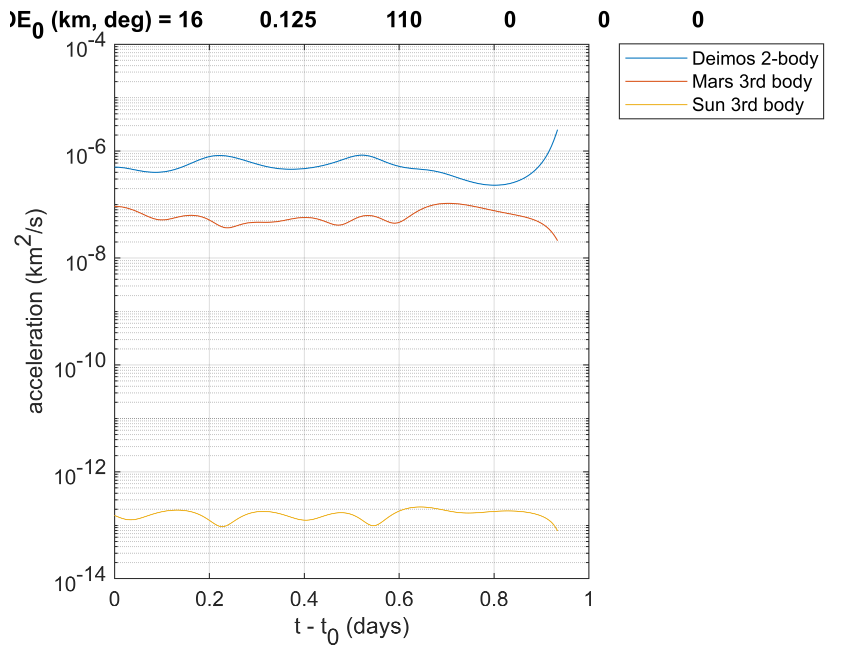 OE0 (km, deg) = 16 0.125 110 0 0 0
10^-4
Deimos 2-body
Mars 3rd body
Sun 3rd body
10^-6
10^-8
10^-10
10^-12
10^-14
acceleration (km^2/s)
0 0.2 0.4 0.6 0.8 1
t - t0 (days)